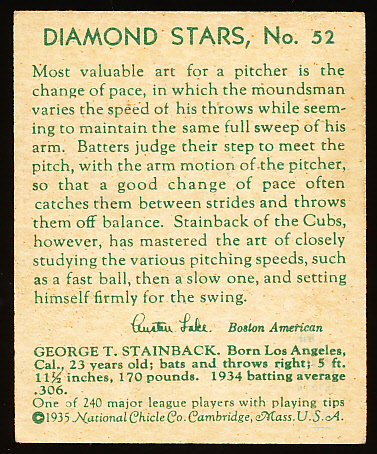 DIAMOND STARS, No. 52
Most valuable art for a pitcher is the
change of pace, in which the moundsman
varies the speed of his throws while seem-
ing to maintain the same full sweep of his
arm. Batters judge their step to meet the
pitch, with the arm motion of the pitcher,
so that a good change of pace often
catches them between strides and throws
them off balance. Stainback of the Cubs,
however, has mastered the art of closely
studying the various pitching speeds, such
as a fast ball, then a slow one, and setting
himself firmly for the swing.
Austen Lake. Boston American
GEORGE T. STAINBACK. Born Los Angeles,
Cal., 23 years old; bats and throws right; 5 ft.
11½ inches, 170 pounds. 1934 batting average
.306.
One of 240 major league players with playing tips
©1935 National Chicle Co. Cambridge, Mass. U.S.A.